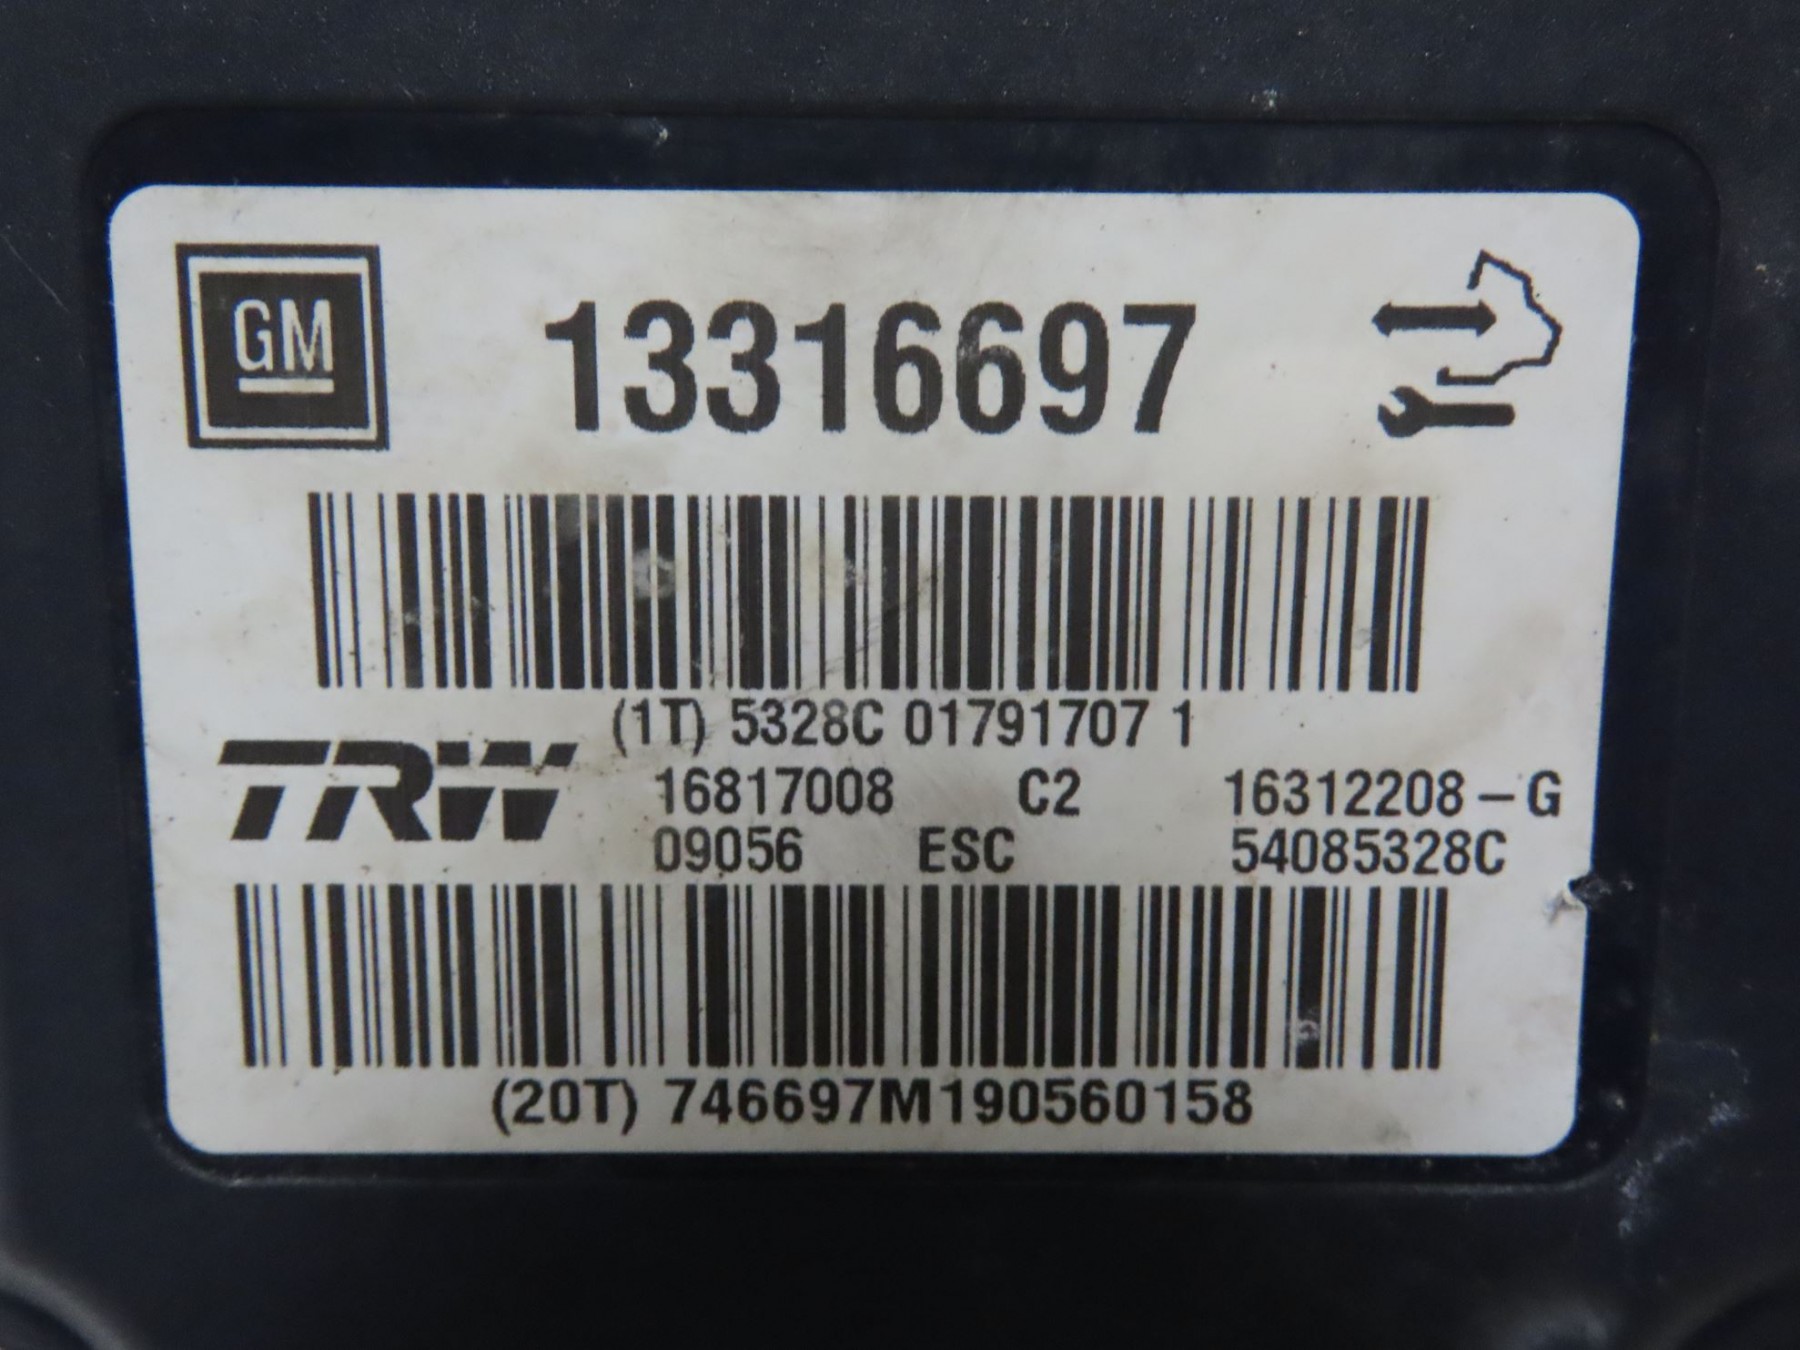 GM 13316697
(1T) 5328C 01791707 1
TRW 16817008 C2 16312208-G
09056 ESC 54085328C
(20T) 746697M190560158